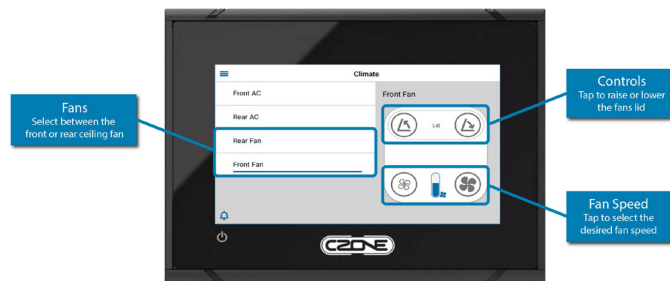 Climate
Front AC
Rear AC
Rear Fan
Front Fan
Front Fan
Lid
Fans
Select between the
front or rear ceiling fan
Controls
Tap to raise or lower
the fans lid
Fan Speed
Tap to select the
desired fan speed
CZONE